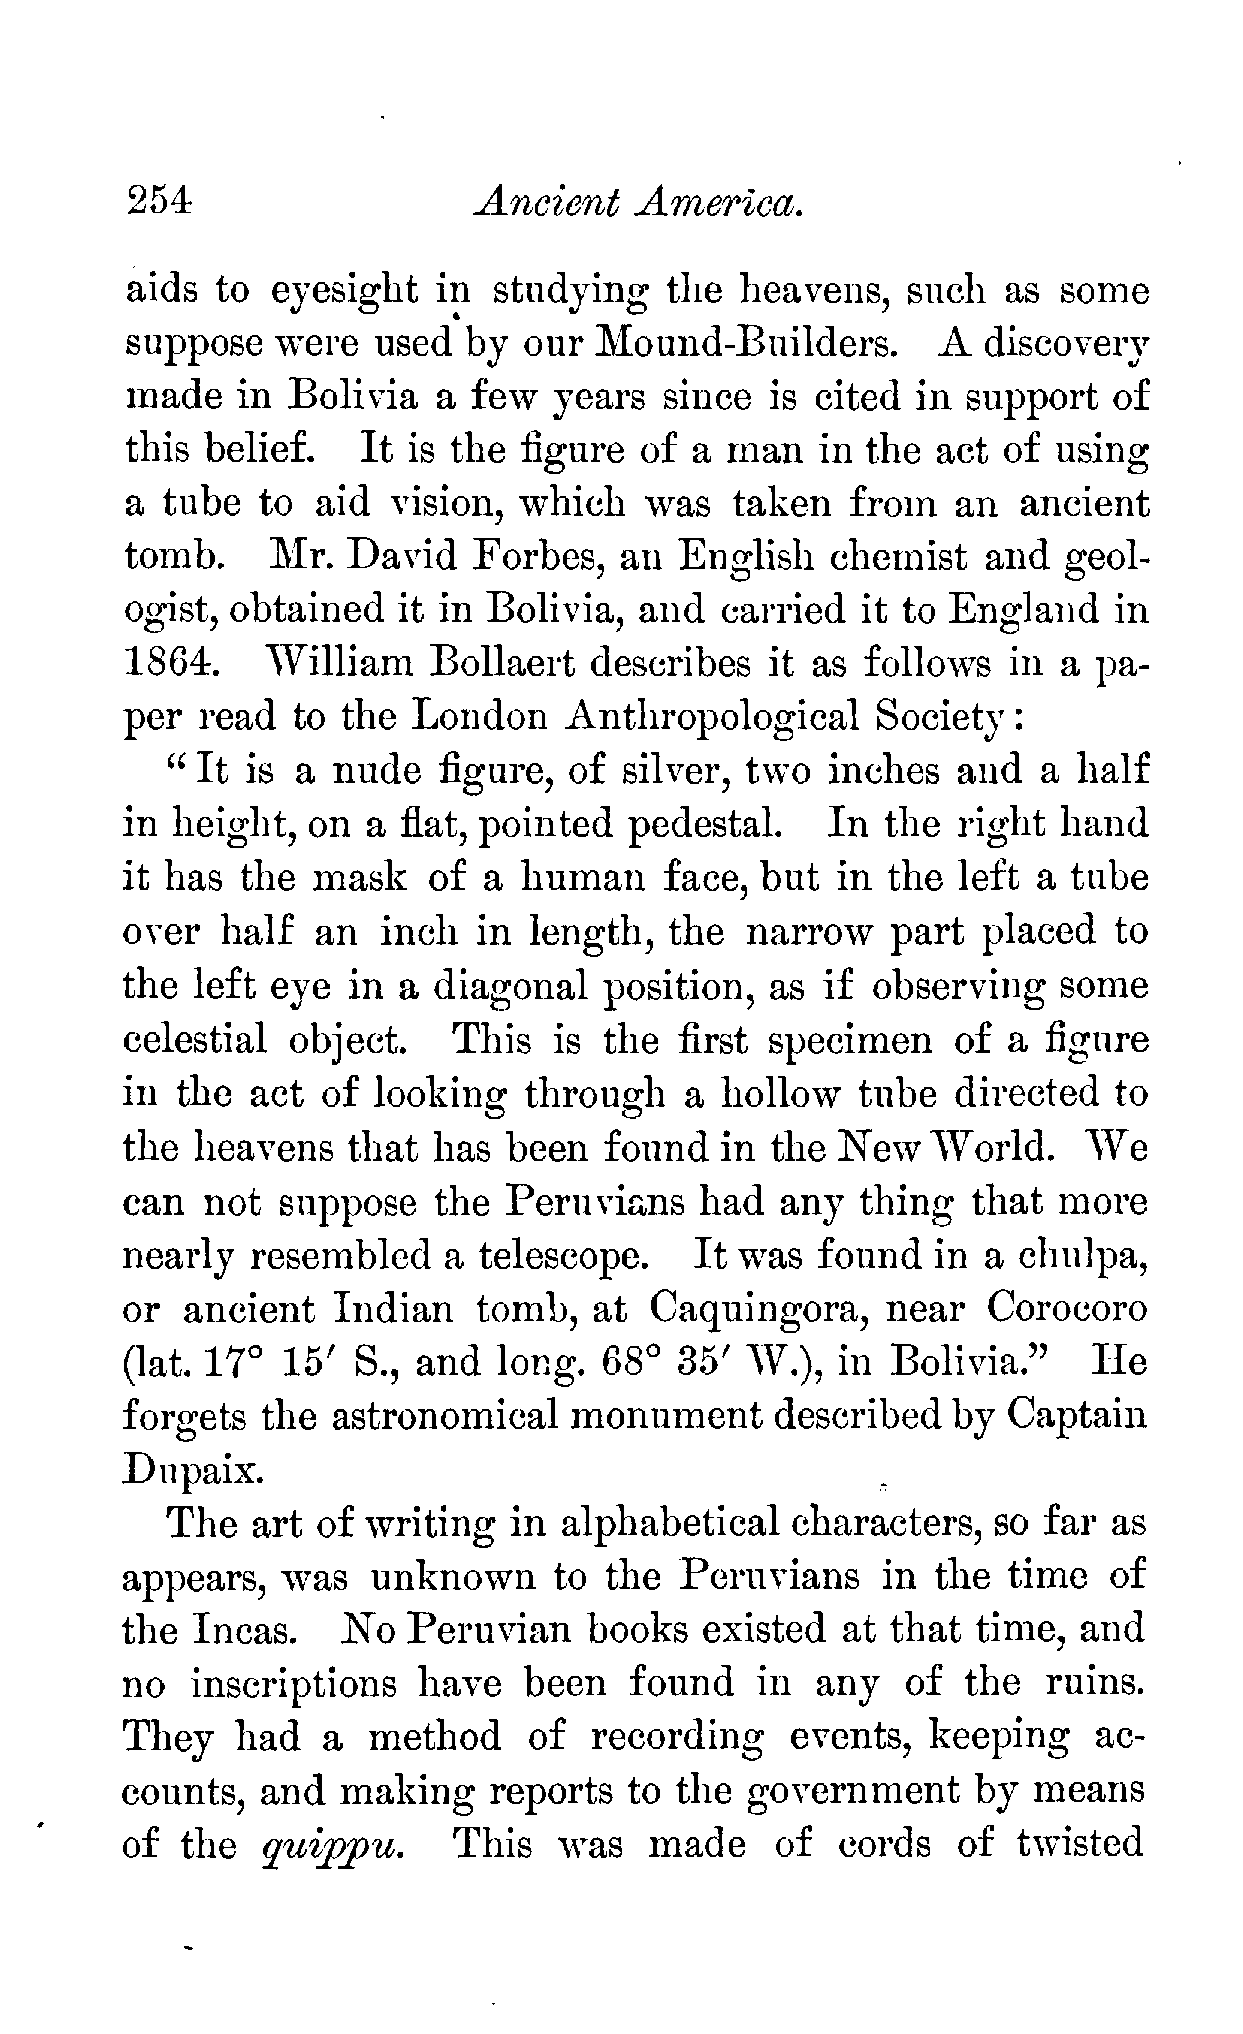 254 Ancient America.
aids to eyesight in studying the heavens, such as some
suppose were used by our Mound-Builders. A discovery
made in Bolivia a few years since is cited in support of
this belief. It is the figure of a man in the act of using
a tube to aid vision, which was taken from an ancient
tomb. Mr. David Forbes, an English chemist and geol-
ogist, obtained it in Bolivia, and carried it to England in
1864. William Bollaert describes it as follows in a pa-
per read to the London Anthropological Society:
"It is a nude figure, of silver, two inches and a half
in height, on a flat, pointed pedestal. In the right hand
it has the mask of a human face, but in the left a tube
over half an inch in length, the narrow part placed to
the left eye in a diagonal position, as if observing some
celestial object. This is the first specimen of a figure
in the act of looking through a hollow tube directed to
the heavens that has been found in the New World. We
can not suppose the Peruvians had any thing that more
nearly resembled a telescope. It was found in a chulpa,
or ancient Indian tomb, at Caquingora, near Corocoro
(lat. 17° 15′ S., and long. 68° 35′ W.), in Bolivia." He
forgets the astronomical monument described by Captain
Dupaix.
The art of writing in alphabetical characters, so far as
appears, was unknown to the Peruvians in the time of
the Incas. No Peruvian books existed at that time, and
no inscriptions have been found in any of the ruins.
They had a method of recording events, keeping ac-
counts, and making reports to the government by means
of the quippu. This was made of cords of twisted